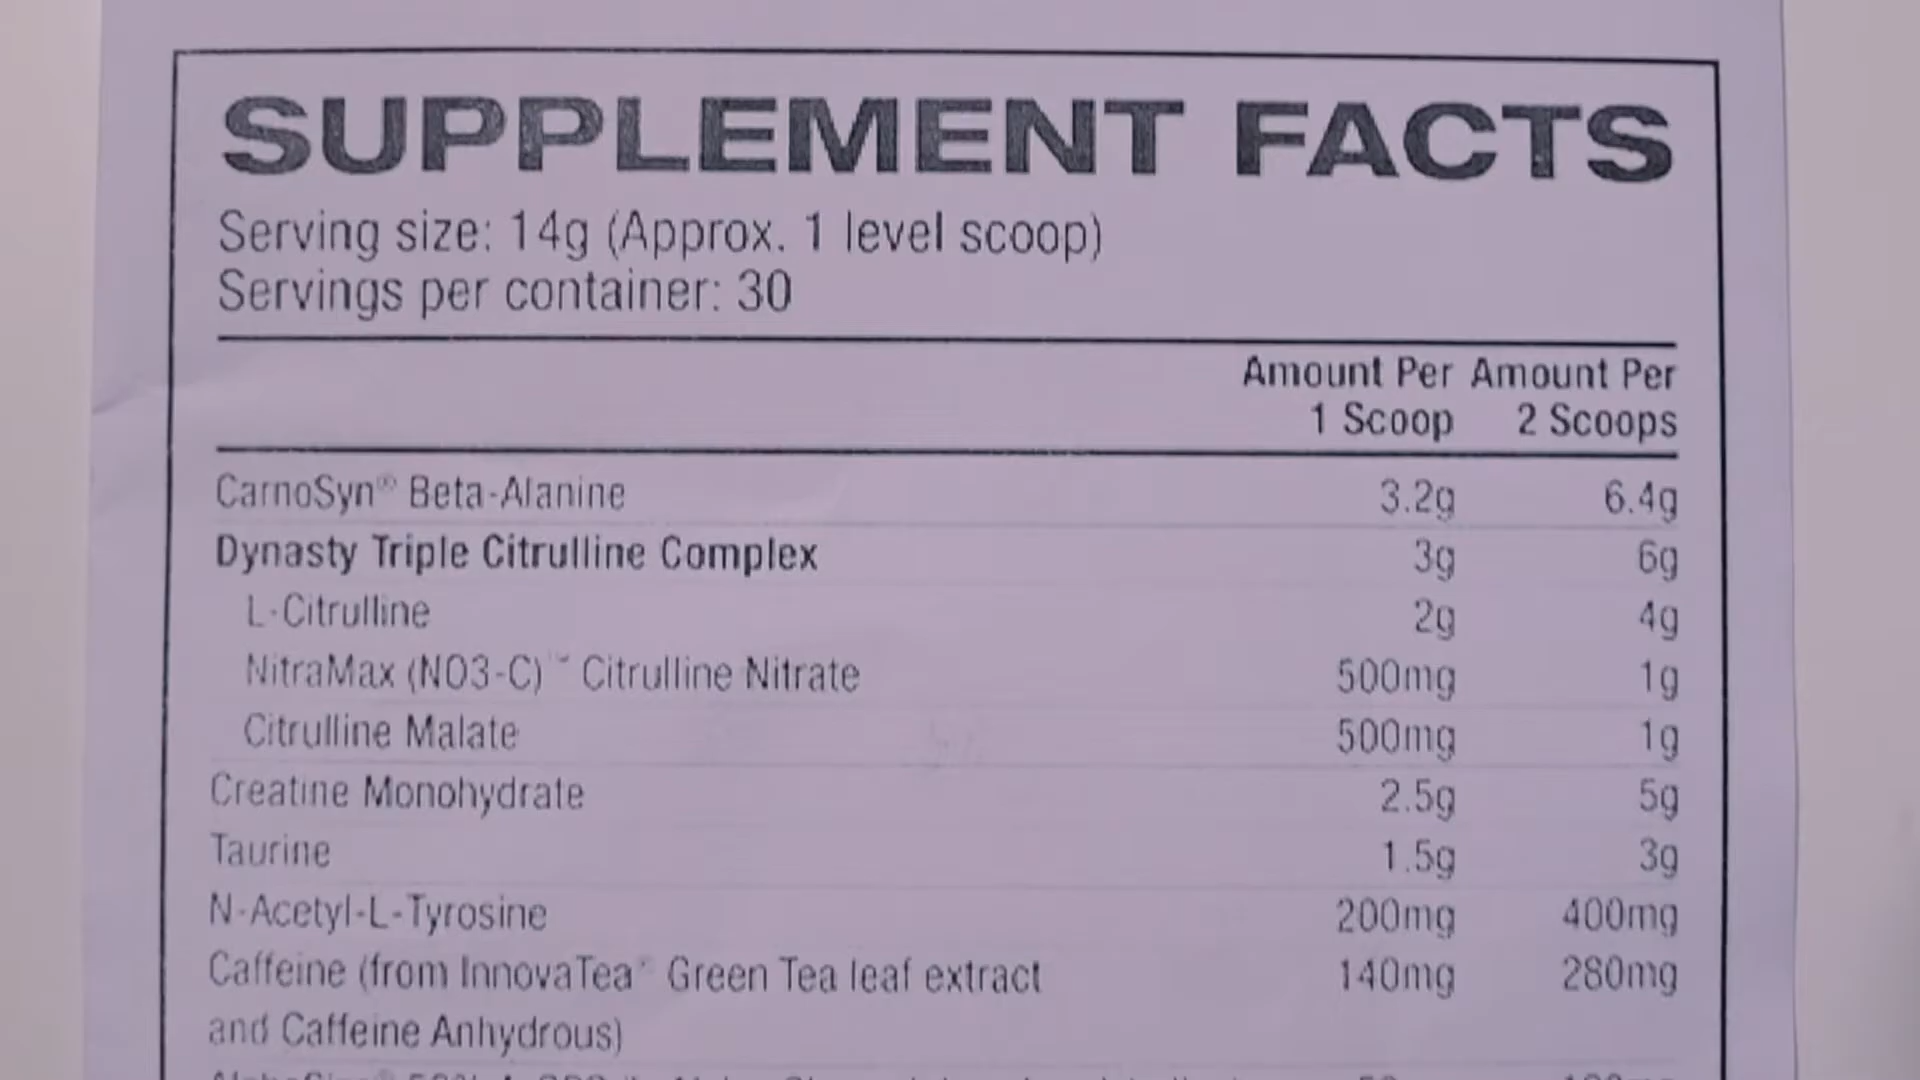 SUPPLEMENT FACTS
Serving size: 14g (Approx. 1 level scoop)
Servings per container: 30
Amount Per Amount Per
1 Scoop 2 Scoops
CarnoSyn® Beta-Alanine 3.2g 6.4g
Dynasty Triple Citrulline Complex 3g 6g
L-Citrulline 2g 4g
NitraMax (NO3-C)™ Citrulline Nitrate 500mg 1g
Citrulline Malate 500mg 1g
Creatine Monohydrate 2.5g 5g
Taurine 1.5g 3g
N-Acetyl-L-Tyrosine 200mg 400mg
Caffeine (from InnovaTea® Green Tea leaf extract 140mg 280mg
and Caffeine Anhydrous)